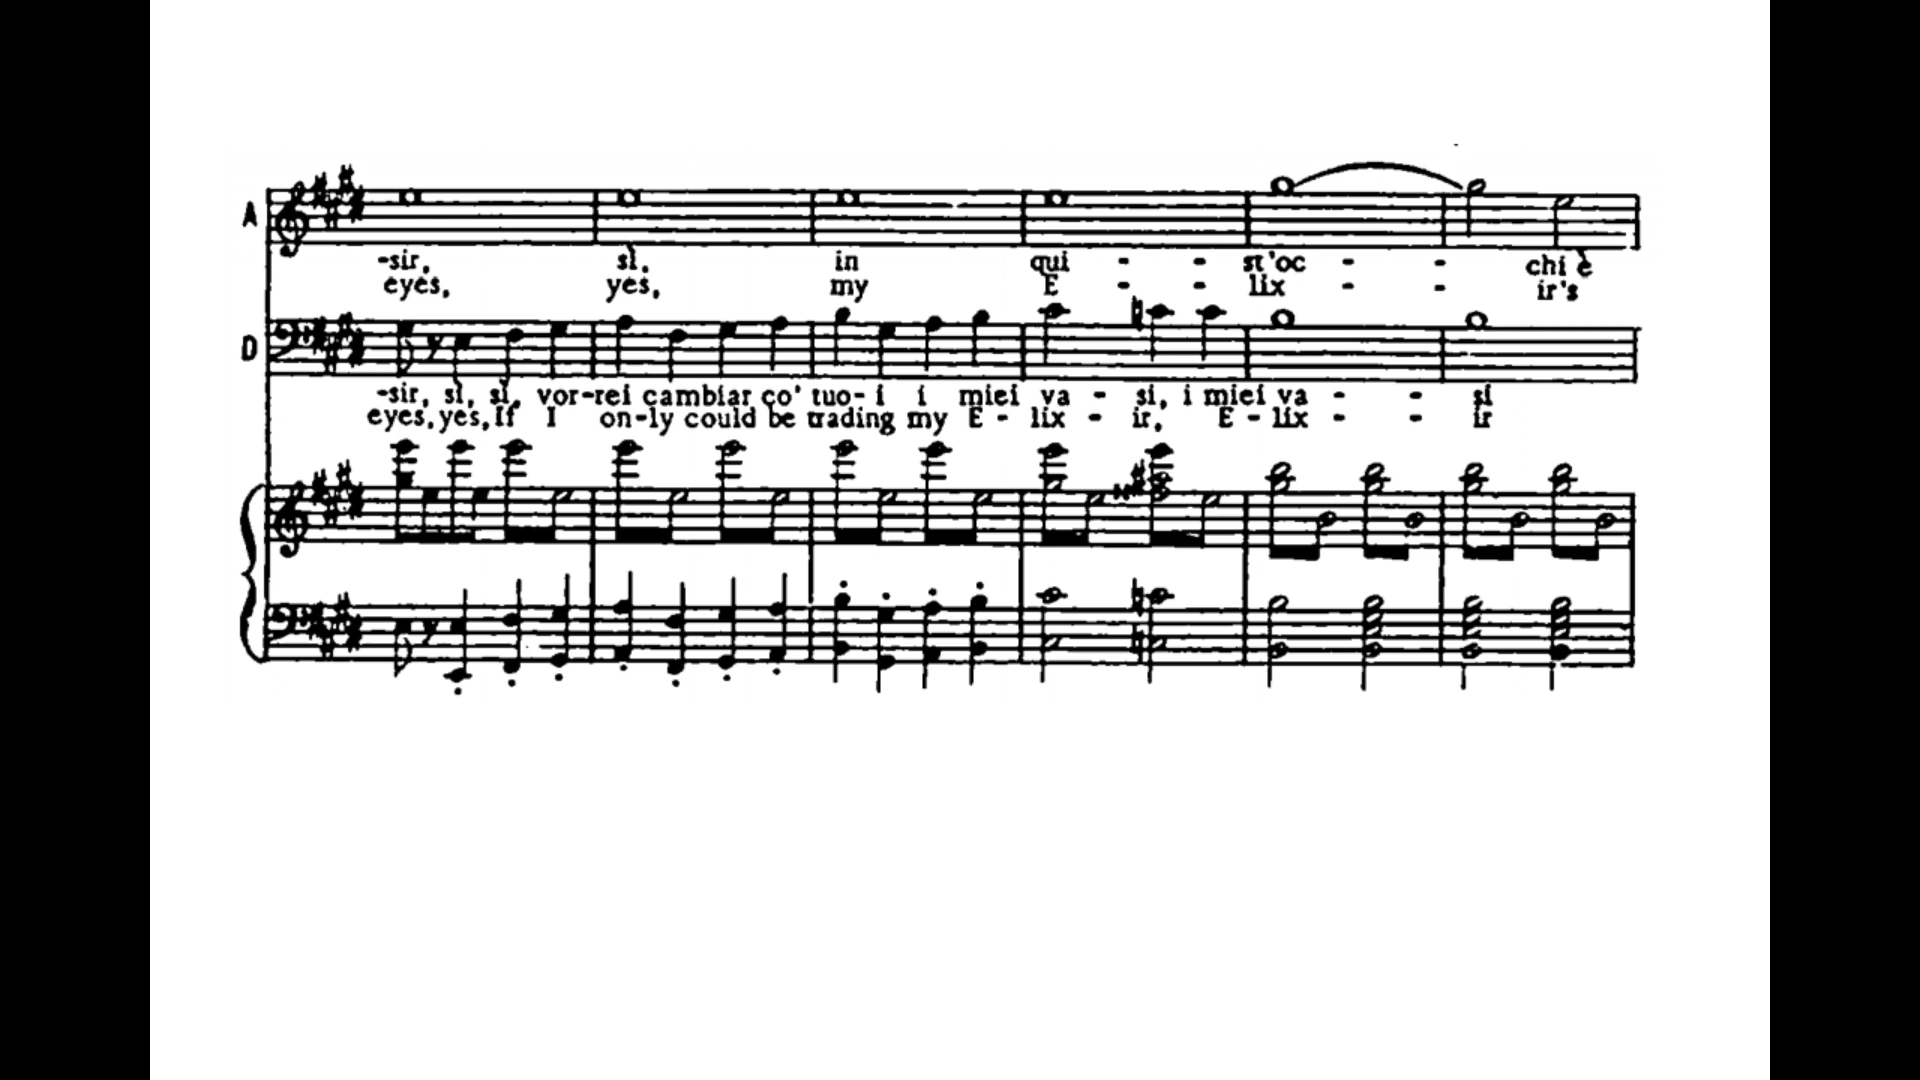 A
-sir, sì, in qui - - st'oc - - chi è
eyes, yes, my E - - lix - - ir's
D
-sir, sì, sì, vor-rei cambiar co' tuo-i i miei va - si, i miei va - - si
eyes, yes, If I on-ly could be trading my E - lix - ir, E - lix - - ir